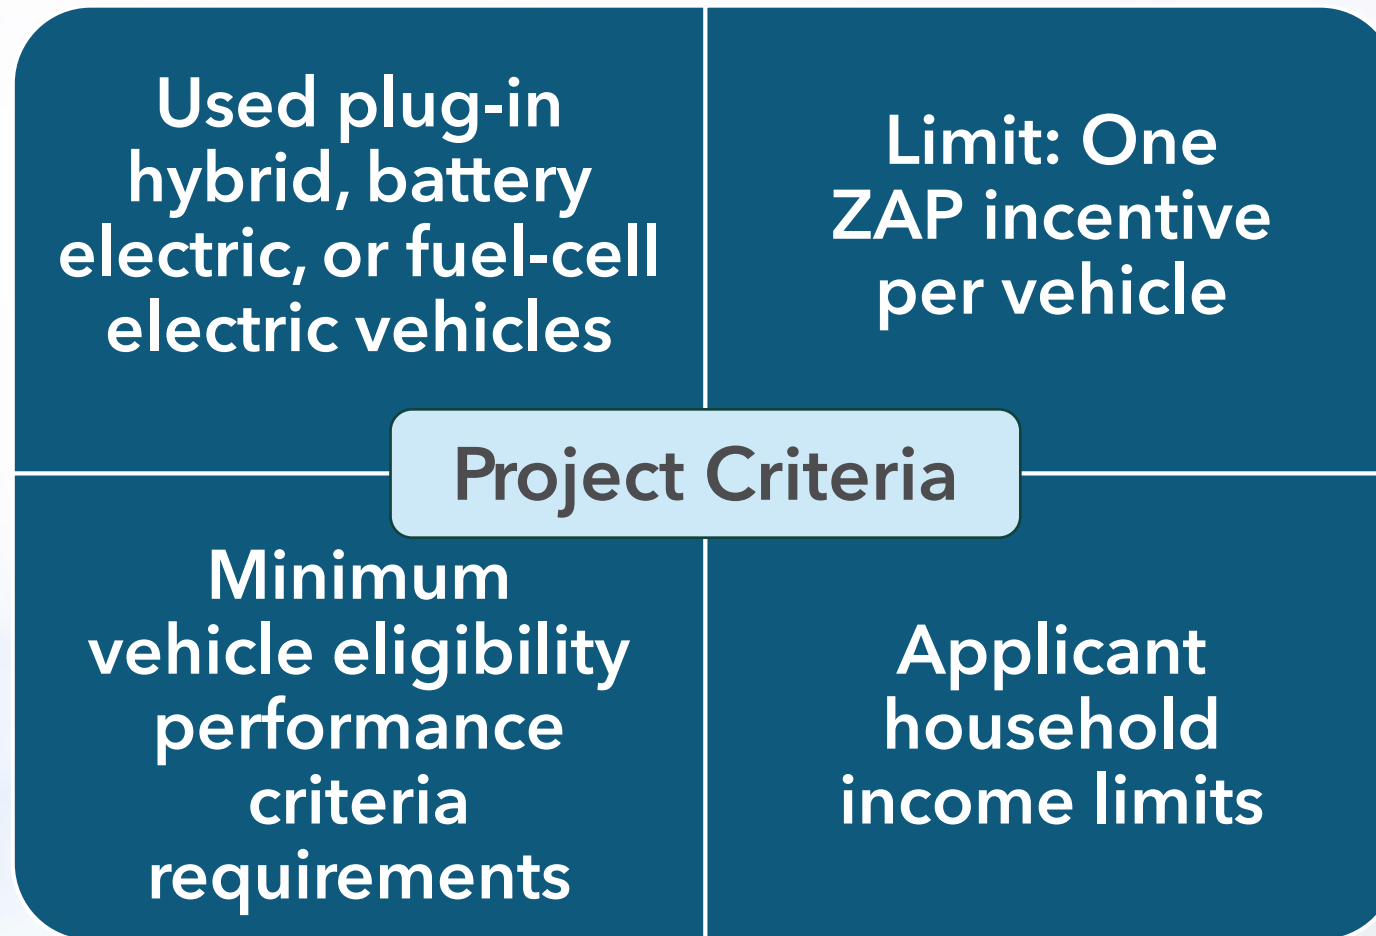 Used plug-in
hybrid, battery
electric, or fuel-cell
electric vehicles
Limit: One
ZAP incentive
per vehicle
Project Criteria
Minimum
vehicle eligibility
performance
criteria
requirements
Applicant
household
income limits